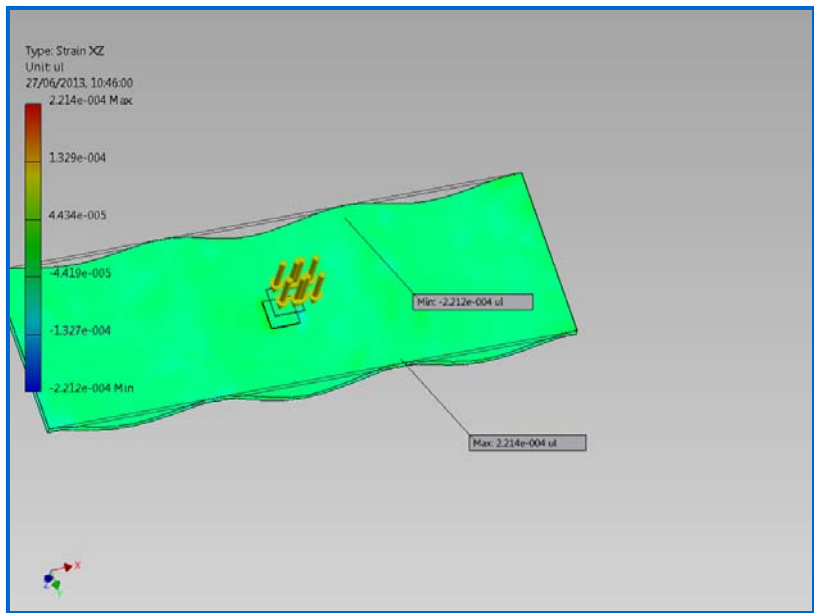 Type: Strain XZ
Unit: ul
27/06/2013, 10:46:00
2.214e-004 Max
1.329e-004
4.434e-005
-4.419e-005
-1.327e-004
-2.212e-004 Min
Min: -2.212e-004 ul
Max: 2.214e-004 ul
X
Z
Y